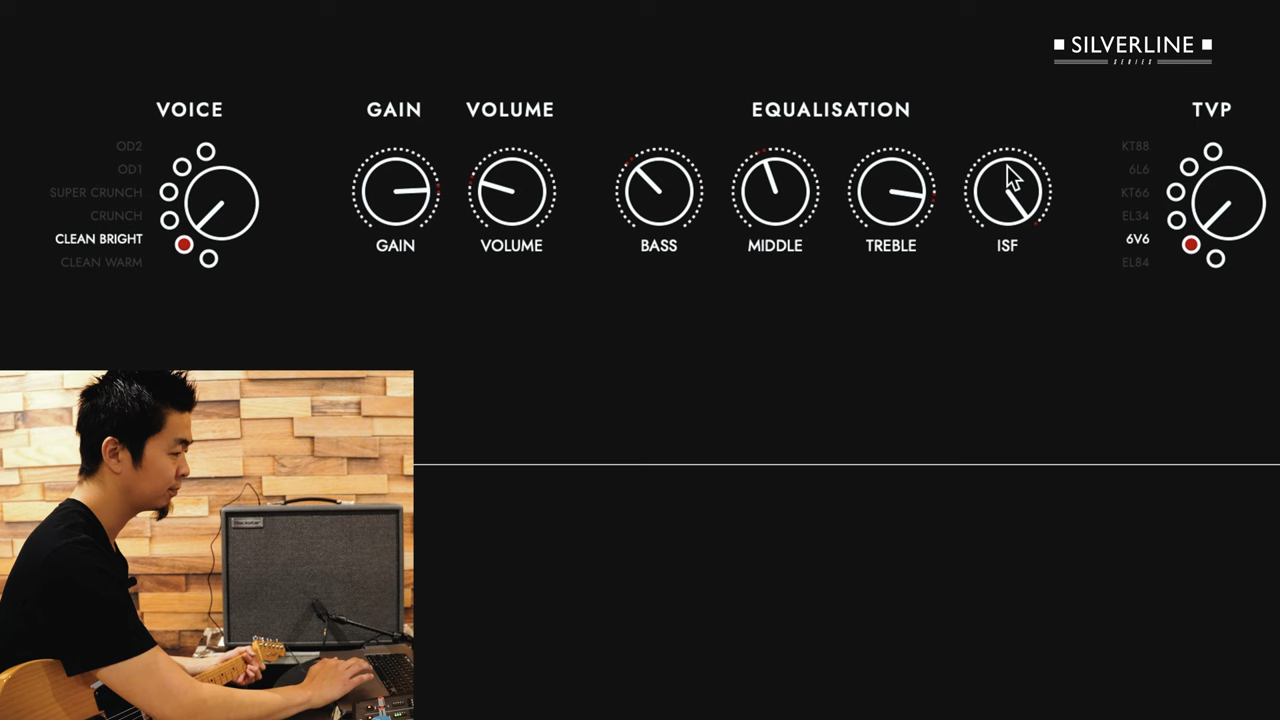 SILVERLINE
SERIES
VOICE
GAIN
VOLUME
EQUALISATION
TVP
OD2
OD1
SUPER CRUNCH
CRUNCH
CLEAN BRIGHT
CLEAN WARM
GAIN
VOLUME
BASS
MIDDLE
TREBLE
ISF
KT88
6L6
KT66
EL34
6V6
EL84